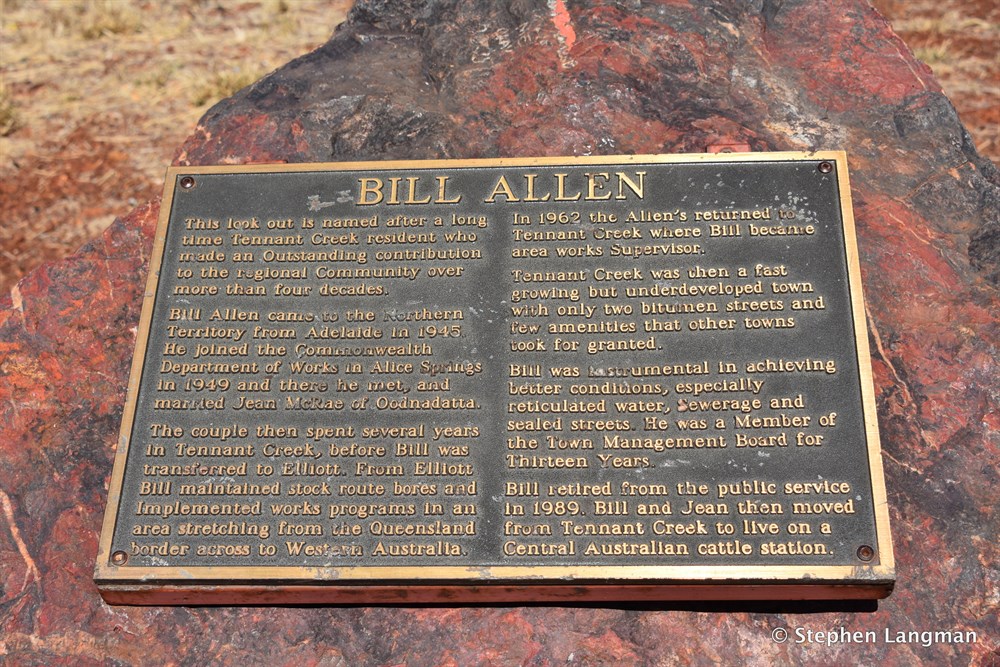 BILL ALLEN
This look out is named after a long
time Tennant Creek resident who
made an Outstanding contribution
to the regional Community over
more than four decades.
Bill Allen came to the Northern
Territory from Adelaide in 1945.
He joined the Commonwealth
Department of Works in Alice Springs
in 1949 and there he met, and
married Jean McRae of Oodnadatta.
The couple then spent several years
in Tennant Creek, before Bill was
transferred to Elliott. From Elliott
Bill maintained stock route bores and
Implemented works programs in an
area stretching from the Queensland
border across to Western Australia.
In 1962 the Allen's returned to
Tennant Creek where Bill became
area works Supervisor.
Tennant Creek was then a fast
growing but underdeveloped town
with only two bitumen streets and
few amenities that other towns
took for granted.
Bill was instrumental in achieving
better conditions, especially
reticulated water, Sewerage and
sealed streets. He was a Member of
the Town Management Board for
Thirteen Years.
Bill retired from the public service
in 1989. Bill and Jean then moved
from Tennant Creek to live on a
Central Australian cattle station.
© Stephen Langman